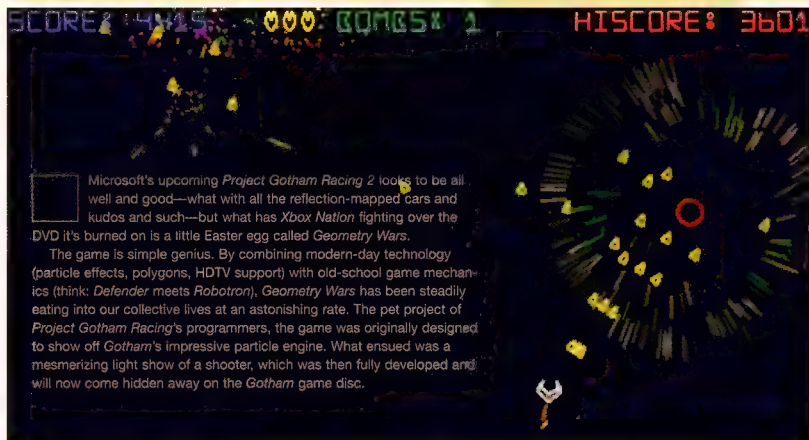 SCORE: 4415 BOMBS: 1 HISCORE: 3601
Microsoft's upcoming Project Gotham Racing 2 looks to be all
well and good—what with all the reflection-mapped cars and
kudos and such—but what has Xbox Nation fighting over the
DVD it's burned on is a little Easter egg called Geometry Wars.
The game is simple genius. By combining modern-day technology
(particle effects, polygons, HDTV support) with old-school game mechan-
ics (think: Defender meets Robotron), Geometry Wars has been steadily
eating into our collective lives at an astonishing rate. The pet project of
Project Gotham Racing's programmers, the game was originally designed
to show off Gotham's impressive particle engine. What ensued was a
mesmerizing light show of a shooter, which was then fully developed and
will now come hidden away on the Gotham game disc.